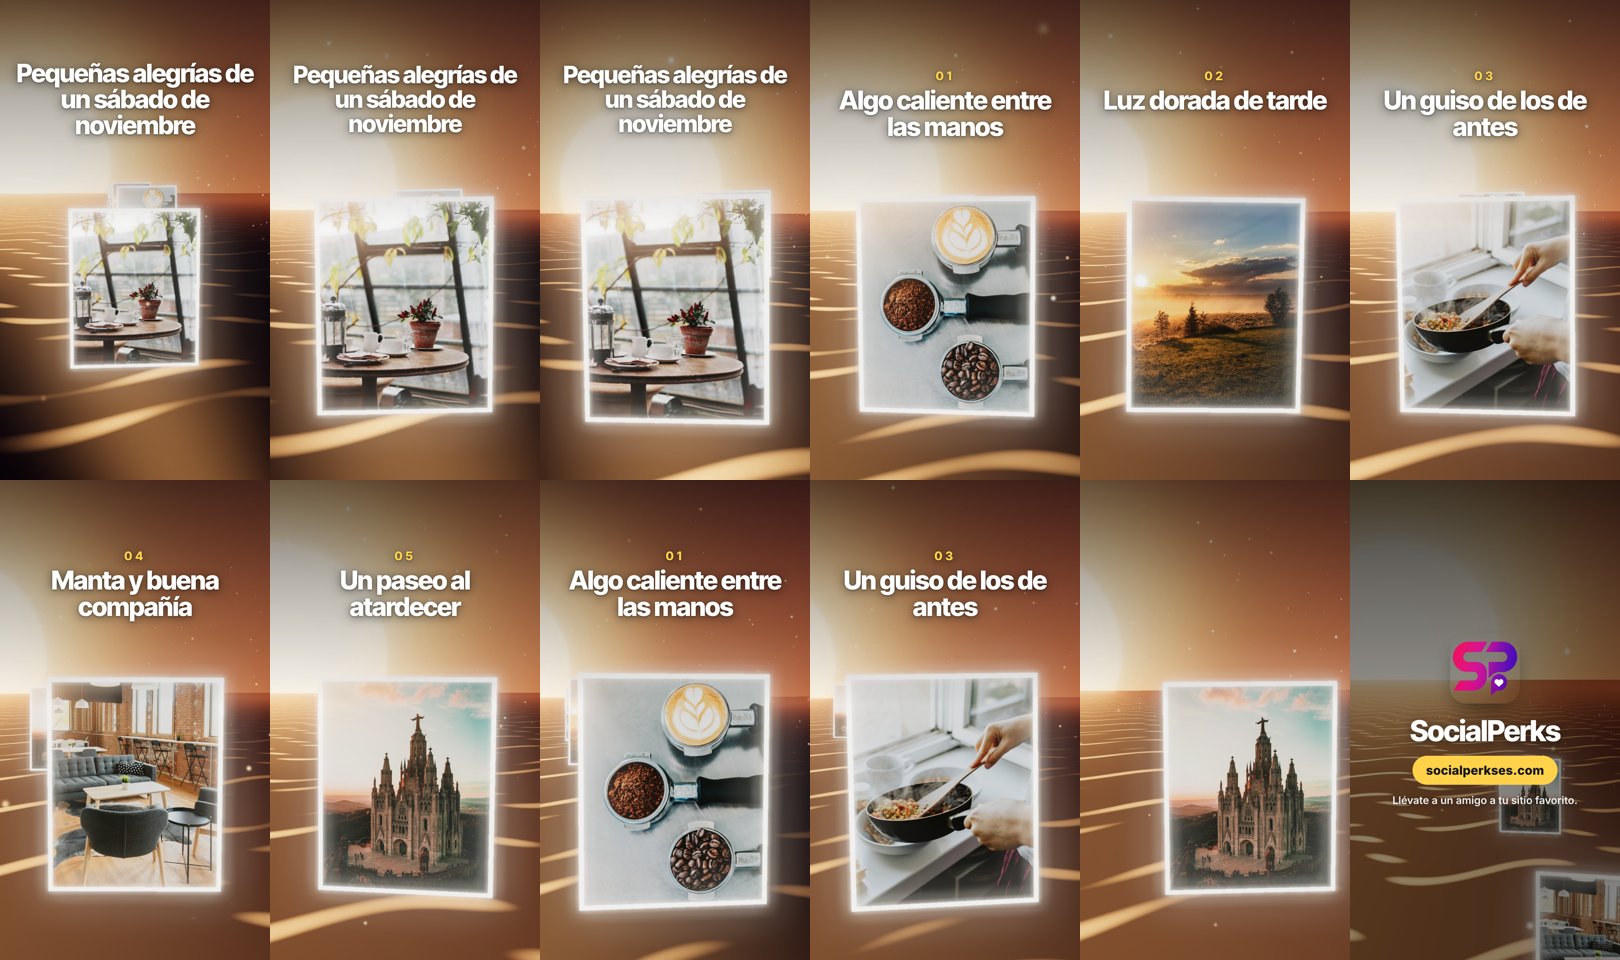 Pequeñas alegrías de
un sábado de
noviembre
Pequeñas alegrías de
un sábado de
noviembre
Pequeñas alegrías de
un sábado de
noviembre
01
Algo caliente entre
las manos
02
Luz dorada de tarde
03
Un guiso de los de
antes
04
Manta y buena
compañía
05
Un paseo al
atardecer
01
Algo caliente entre
las manos
03
Un guiso de los de
antes
SP
SocialPerks
socialperkses.com
Llévate a un amigo a tu sitio favorito.